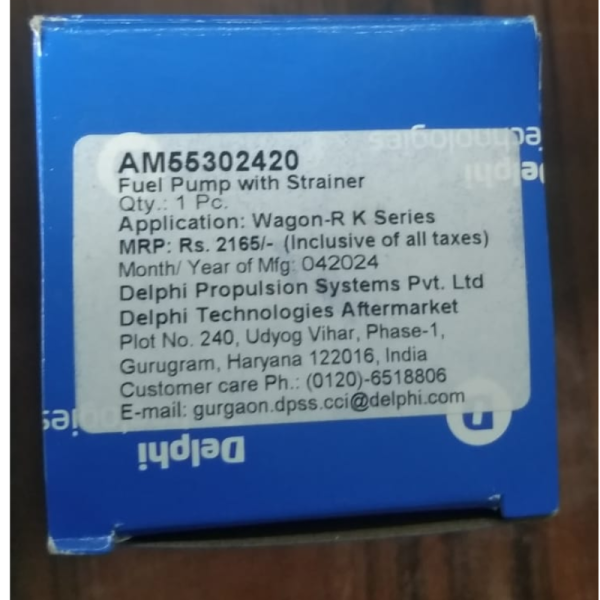 AM55302420
Fuel Pump with Strainer
Qty.: 1 Pc.
Application: Wagon-R K Series
MRP: Rs. 2165/- (Inclusive of all taxes)
Month/ Year of Mfg: 042024
Delphi Propulsion Systems Pvt. Ltd
Delphi Technologies Aftermarket
Plot No. 240, Udyog Vihar, Phase-1,
Gurugram, Haryana 122016, India
Customer care Ph.: (0120)-6518806
E-mail: gurgaon.dpss.cci@delphi.com
Delphi
Delphi